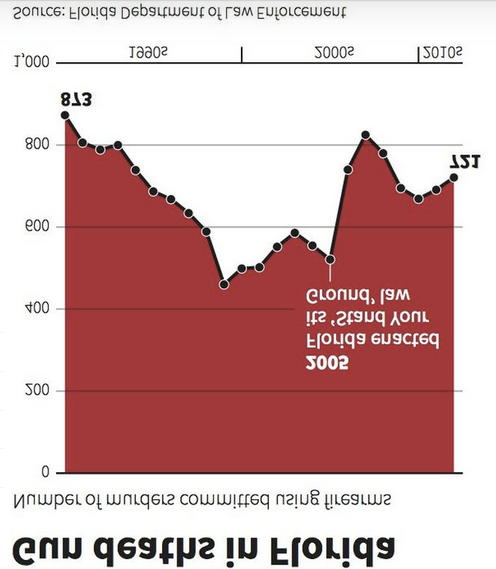 Gun deaths in Florida
Number of murders committed using firearms
0
200
2005
Florida enacted
its ‘Stand Your
Ground’ law
400
600
721
800
873
1,000
1990s 2000s 2010s
Source: Florida Department of Law Enforcement